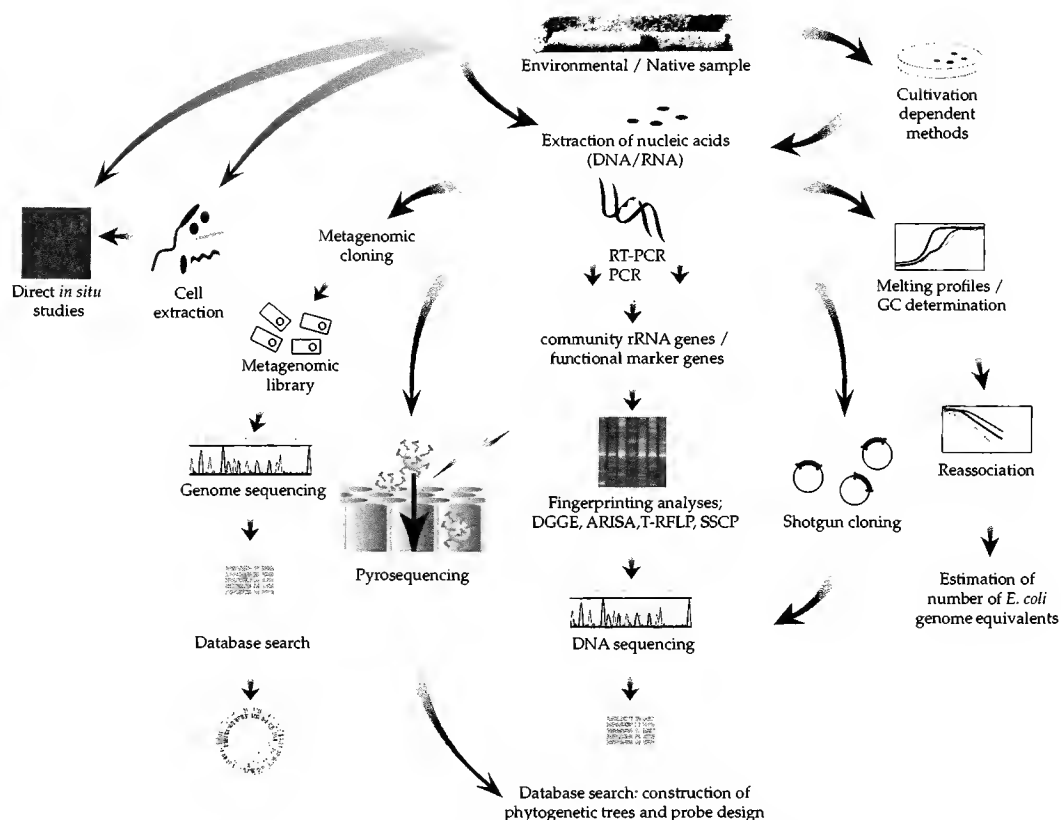 Environmental / Native sample
Cultivation
dependent
methods
Extraction of nucleic acids
(DNA/RNA)
Metagenomic
cloning
RT-PCR
PCR
Direct in situ
studies
Cell
extraction
Melting profiles /
GC determination
community rRNA genes /
functional marker genes
Metagenomic
library
Reassociation
Genome sequencing
Fingerprinting analyses;
DGGE, ARISA,T-RFLP, SSCP
Shotgun cloning
Pyrosequencing
Estimation of
number of E. coli
genome equivalents
Database search
DNA sequencing
Database search: construction of
phytogenetic trees and probe design